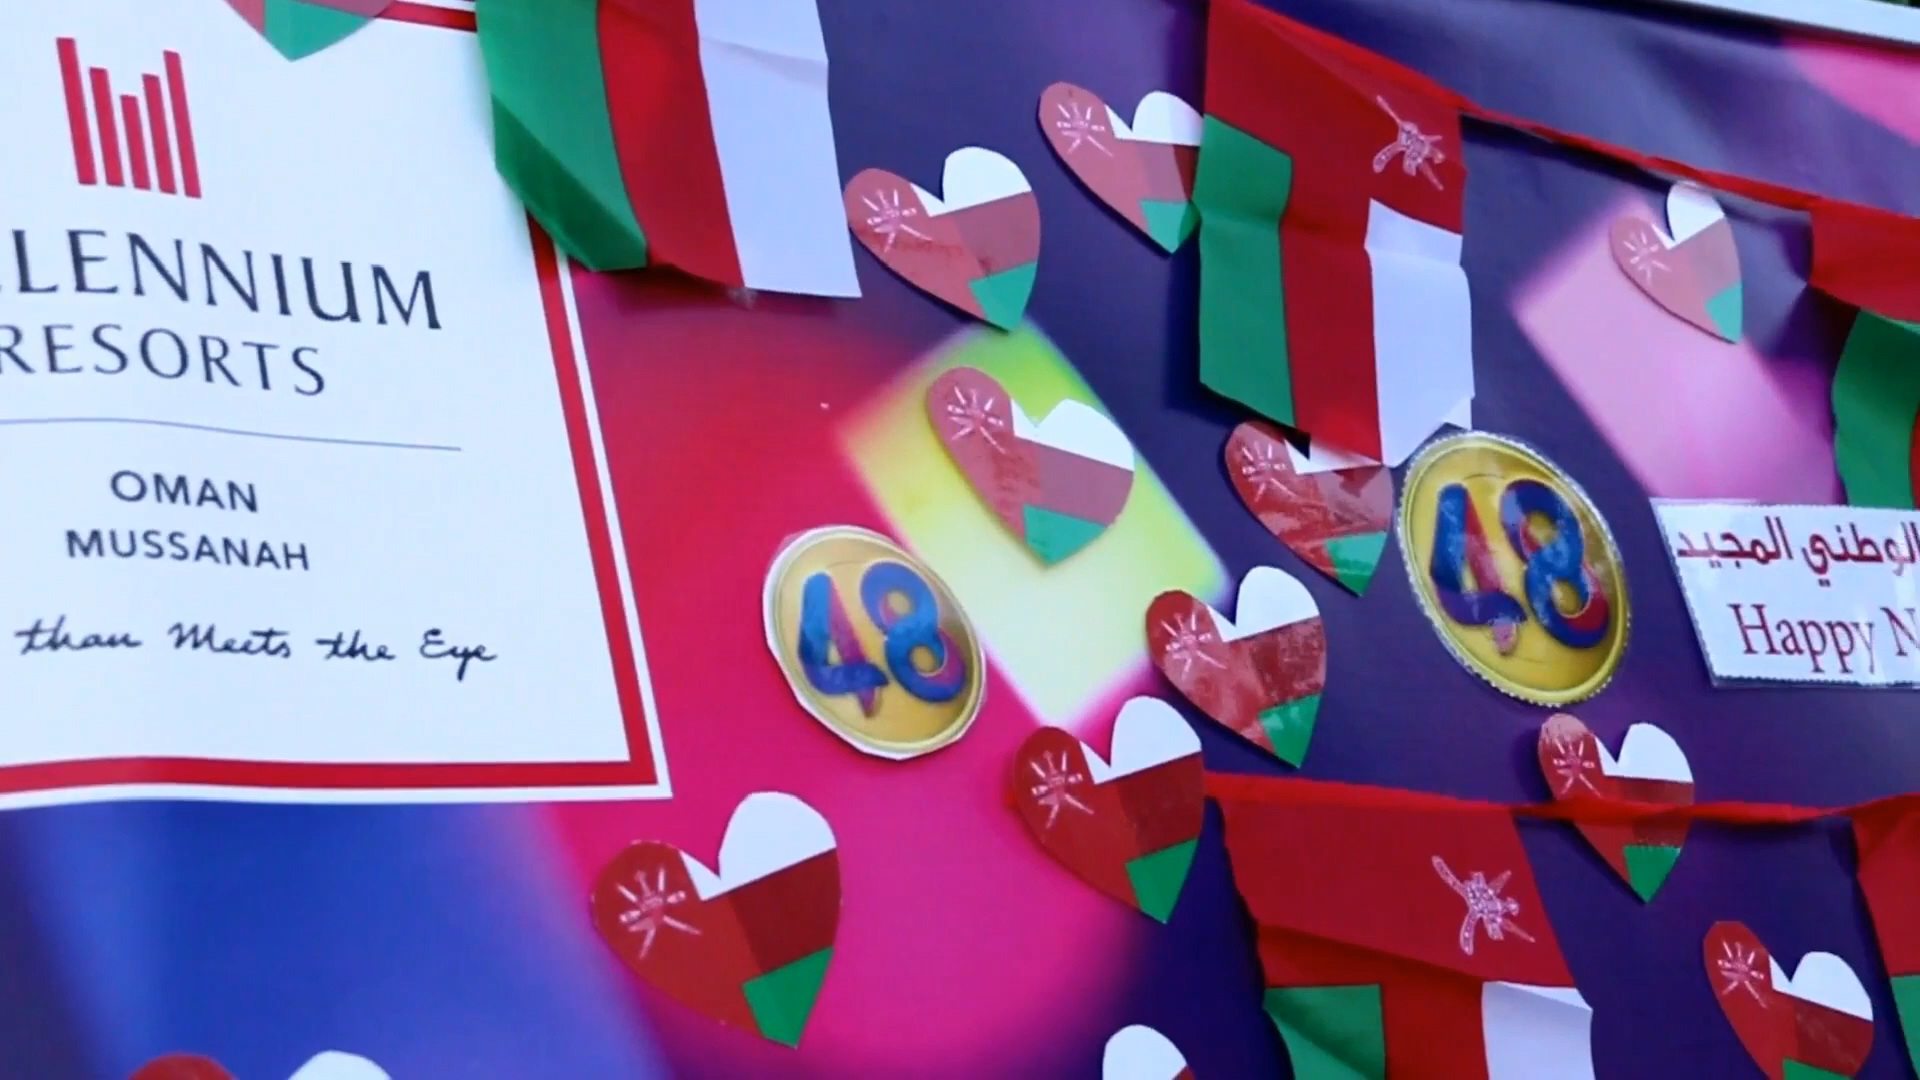 LLENNIUM
RESORTS
OMAN
MUSSANAH
than Meets the Eye
48
48
الوطني المجيد
Happy N